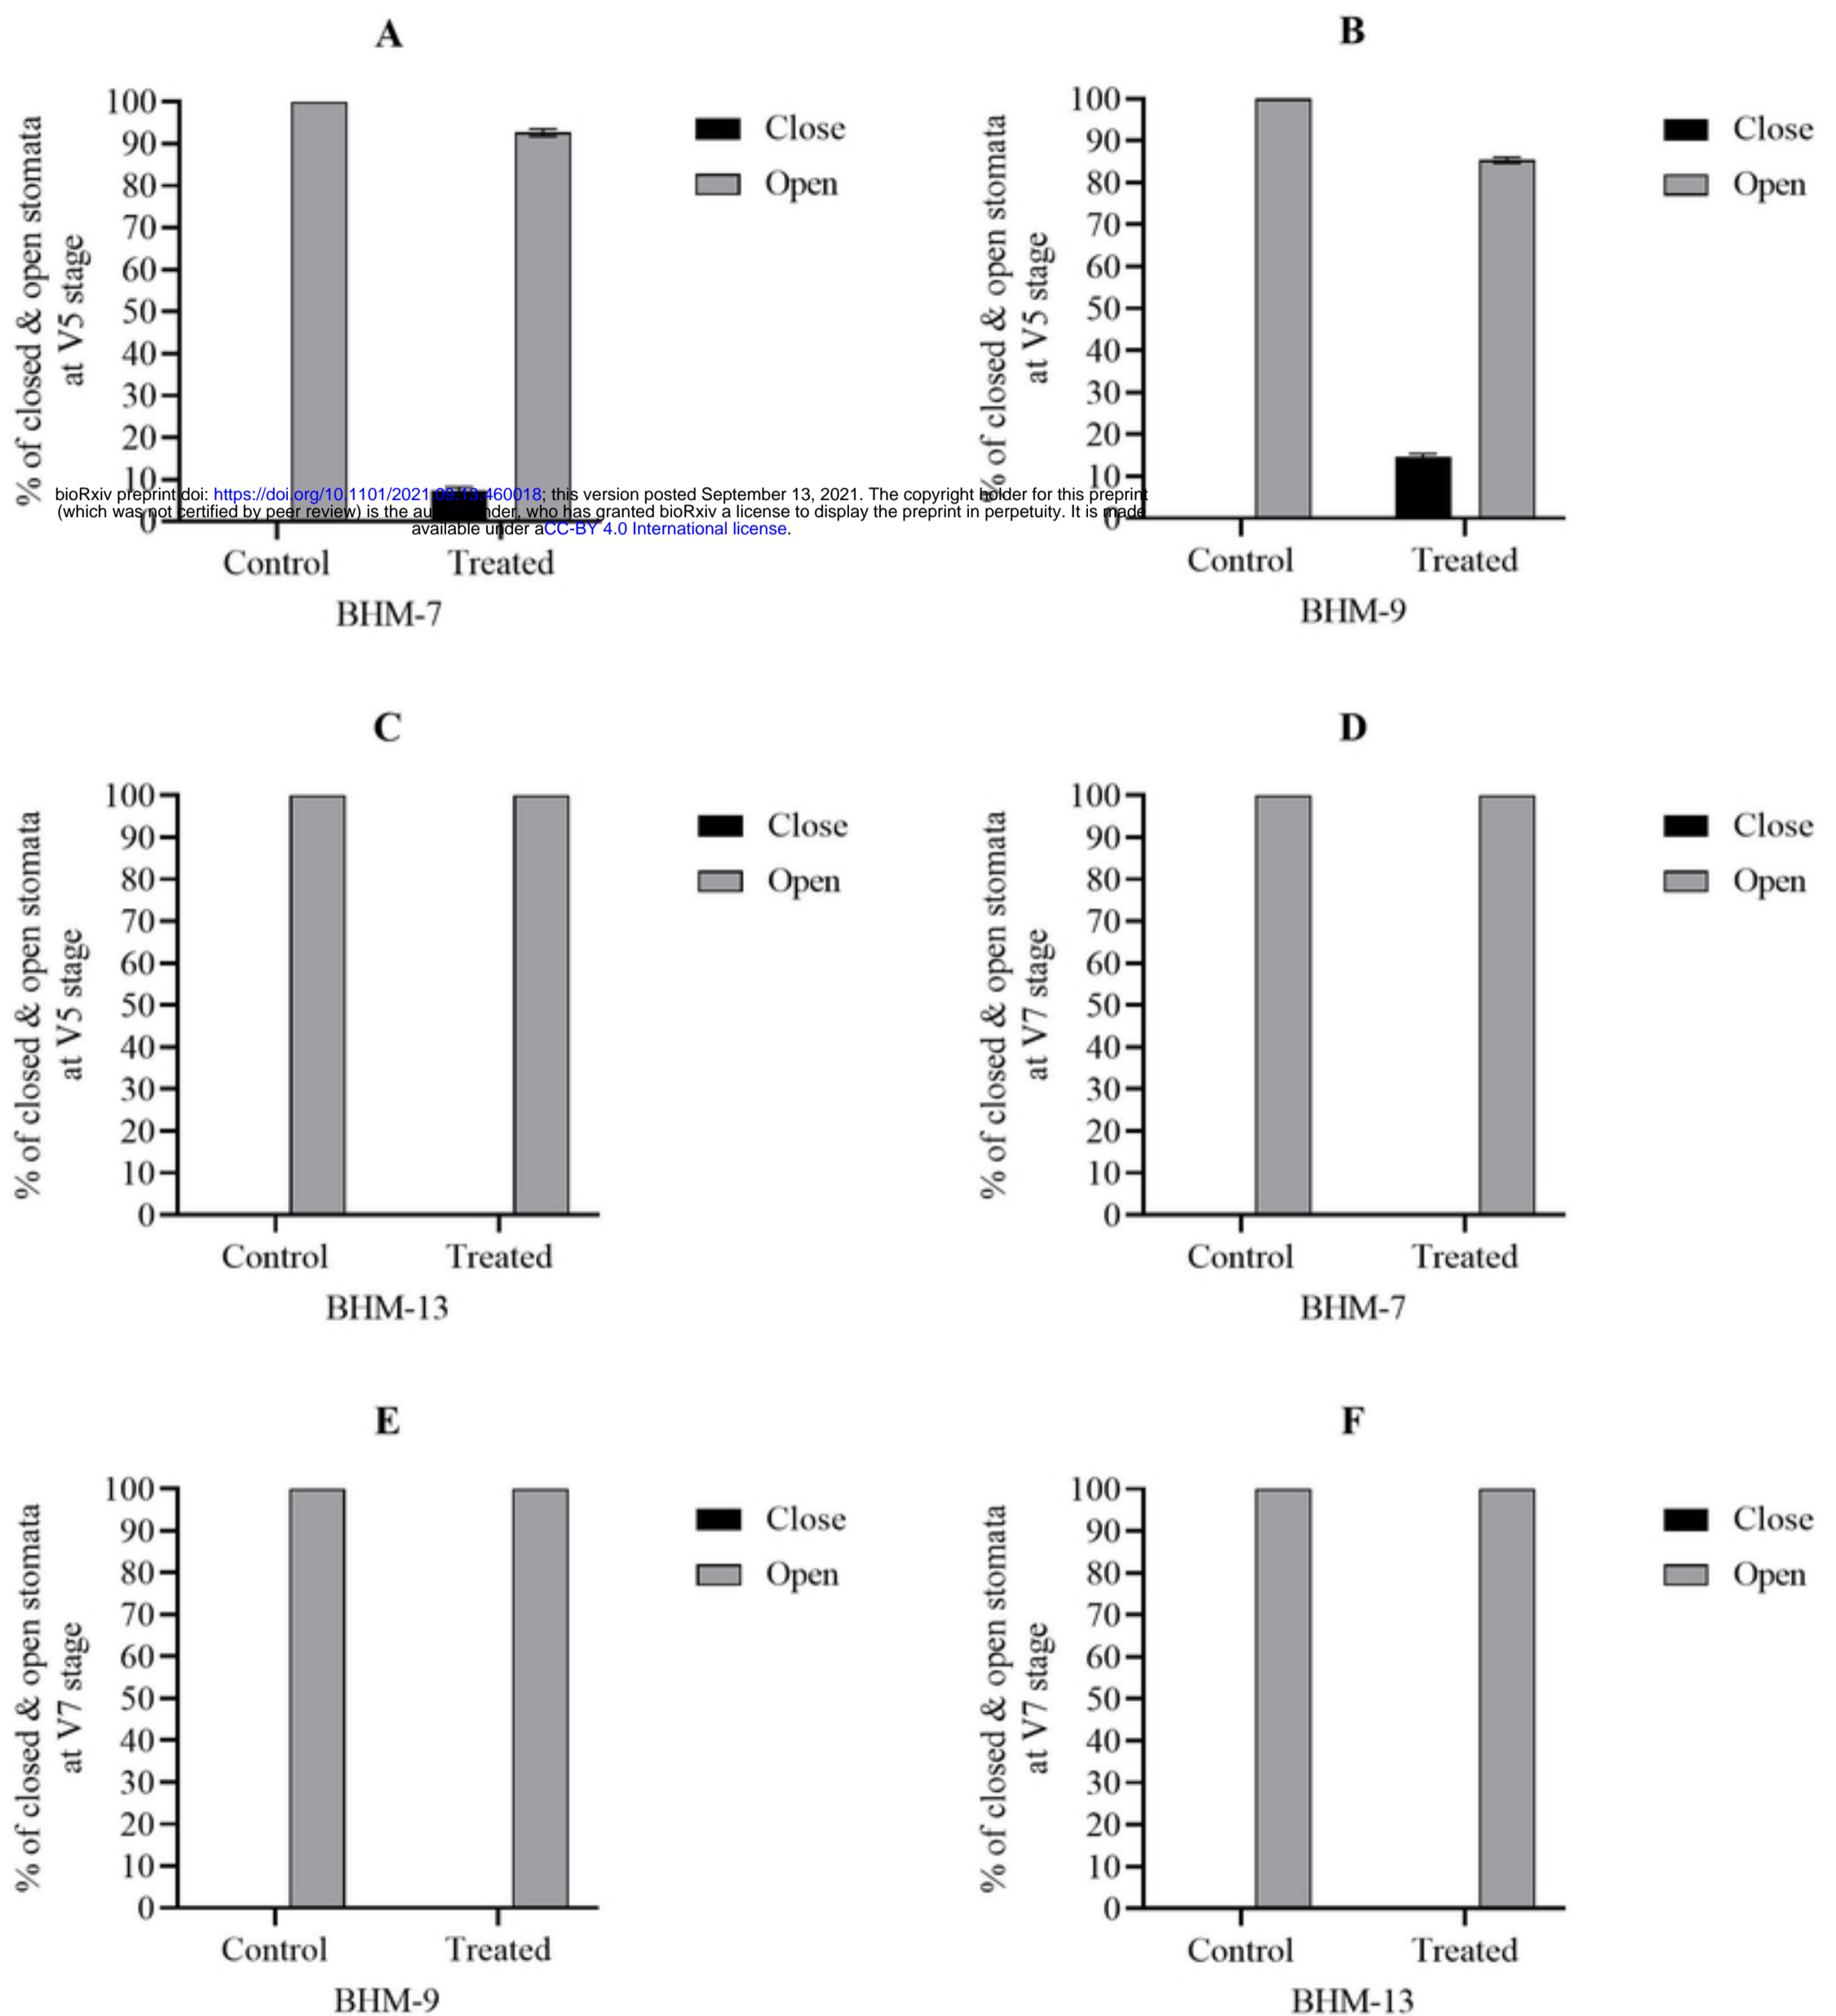 A
% of closed & open stomata
at V5 stage
100
90
80
70
60
50
40
30
20
10
0
Close
Open
Control Treated
BHM-7
B
% of closed & open stomata
at V5 stage
100
90
80
70
60
50
40
30
20
10
0
Close
Open
Control Treated
BHM-9
bioRxiv preprint doi: https://doi.org/10.1101/2021.09.13.460018; this version posted September 13, 2021. The copyright holder for this preprint
(which was not certified by peer review) is the author/funder, who has granted bioRxiv a license to display the preprint in perpetuity. It is made
available under aCC-BY 4.0 International license.
C
% of closed & open stomata
at V5 stage
100
90
80
70
60
50
40
30
20
10
0
Close
Open
Control Treated
BHM-13
D
% of closed & open stomata
at V7 stage
100
90
80
70
60
50
40
30
20
10
0
Close
Open
Control Treated
BHM-7
E
% of closed & open stomata
at V7 stage
100
90
80
70
60
50
40
30
20
10
0
Close
Open
Control Treated
BHM-9
F
% of closed & open stomata
at V7 stage
100
90
80
70
60
50
40
30
20
10
0
Close
Open
Control Treated
BHM-13